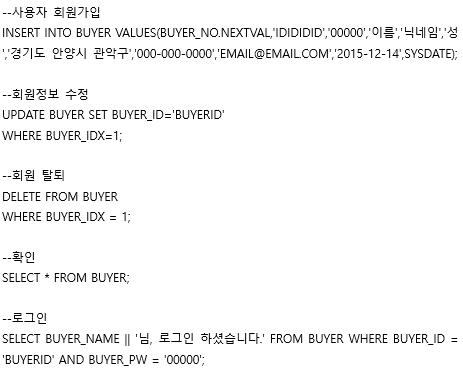 --사용자 회원가입
INSERT INTO BUYER VALUES(BUYER_NO.NEXTVAL,'IDIDIDID','00000','이름','닉네임','성
','경기도 안양시 관악구','000-000-0000','EMAIL@EMAIL.COM','2015-12-14',SYSDATE);
--회원정보 수정
UPDATE BUYER SET BUYER_ID='BUYERID'
WHERE BUYER_IDX=1;
--회원 탈퇴
DELETE FROM BUYER
WHERE BUYER_IDX = 1;
--확인
SELECT * FROM BUYER;
--로그인
SELECT BUYER_NAME || '님, 로그인 하셨습니다.' FROM BUYER WHERE BUYER_ID =
'BUYERID' AND BUYER_PW = '00000';